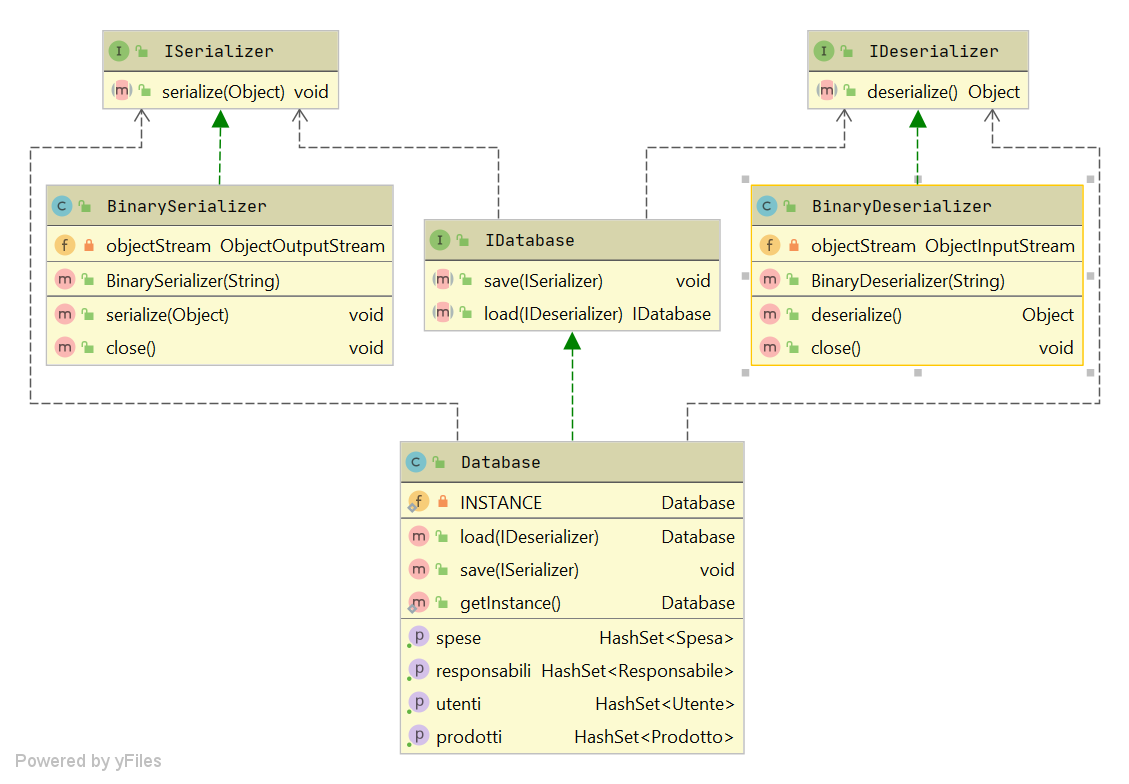 I ISerializer
m serialize(Object) void
I IDeserializer
m deserialize() Object
C BinarySerializer
f objectStream ObjectOutputStream
m BinarySerializer(String)
m serialize(Object) void
m close() void
I IDatabase
m save(ISerializer) void
m load(IDeserializer) IDatabase
C BinaryDeserializer
f objectStream ObjectInputStream
m BinaryDeserializer(String)
m deserialize() Object
m close() void
C Database
f INSTANCE Database
m load(IDeserializer) Database
m save(ISerializer) void
m getInstance() Database
p spese HashSet<Spesa>
p responsabili HashSet<Responsabile>
p utenti HashSet<Utente>
p prodotti HashSet<Prodotto>
Powered by yFiles